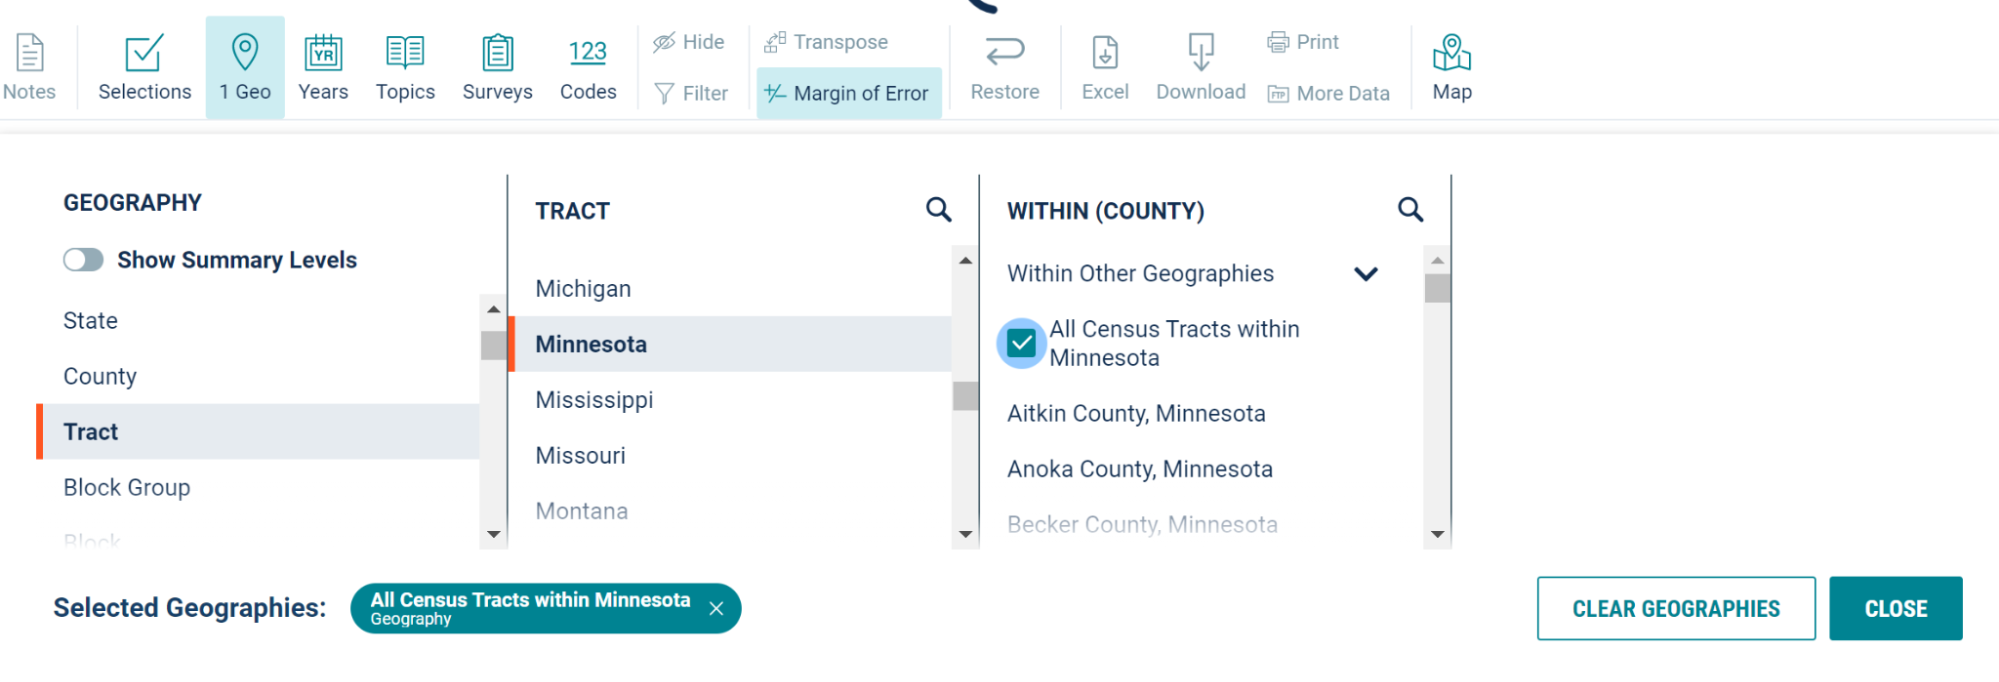 Notes
Selections
1 Geo
YR
Years
Topics
Surveys
123
Codes
Hide
Filter
Transpose
Margin of Error
Restore
Excel
Download
Print
FTP
More Data
Map
GEOGRAPHY
Show Summary Levels
State
County
Tract
Block Group
Block
TRACT
Michigan
Minnesota
Mississippi
Missouri
Montana
WITHIN (COUNTY)
Within Other Geographies
All Census Tracts within
Minnesota
Aitkin County, Minnesota
Anoka County, Minnesota
Becker County, Minnesota
Selected Geographies:
All Census Tracts within Minnesota
Geography
CLEAR GEOGRAPHIES
CLOSE